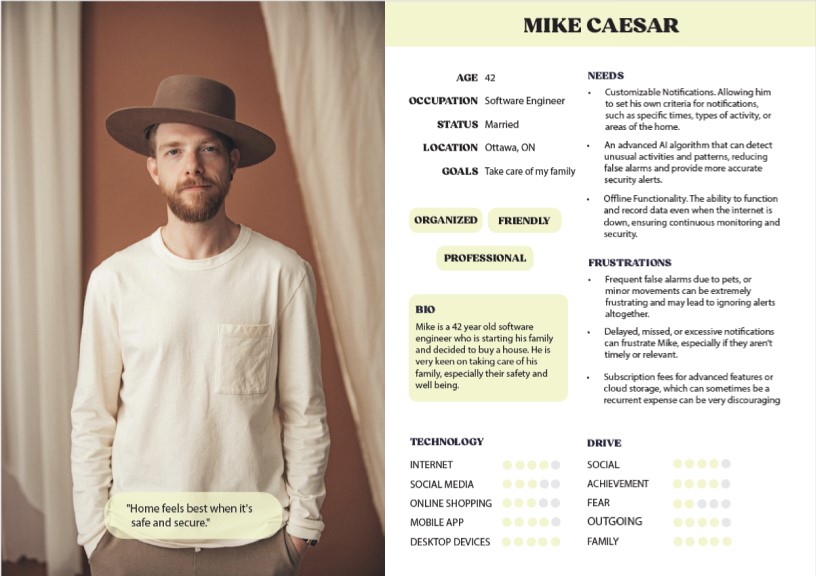 MIKE CAESAR
AGE 42
OCCUPATION Software Engineer
STATUS Married
LOCATION Ottawa, ON
GOALS Take care of my family
ORGANIZED
FRIENDLY
PROFESSIONAL
BIO
Mike is a 42 year old software
engineer who is starting his family
and decided to buy a house. He is
very keen on taking care of his
family, especially their safety and
well being.
NEEDS
• Customizable Notifications. Allowing him
to set his own criteria for notifications,
such as specific times, types of activity, or
areas of the home.
• An advanced AI algorithm that can detect
unusual activities and patterns, reducing
false alarms and provide more accurate
security alerts.
• Offline Functionality. The ability to function
and record data even when the internet is
down, ensuring continuous monitoring and
security.
FRUSTRATIONS
• Frequent false alarms due to pets, or
minor movements can be extremely
frustrating and may lead to ignoring alerts
altogether.
• Delayed, missed, or excessive notifications
can frustrate Mike, especially if they aren't
timely or relevant.
• Subscription fees for advanced features or
cloud storage, which can sometimes be a
recurrent expense can be very discouraging
TECHNOLOGY
INTERNET
SOCIAL MEDIA
ONLINE SHOPPING
MOBILE APP
DESKTOP DEVICES
DRIVE
SOCIAL
ACHIEVEMENT
FEAR
OUTGOING
FAMILY
"Home feels best when it's
safe and secure."